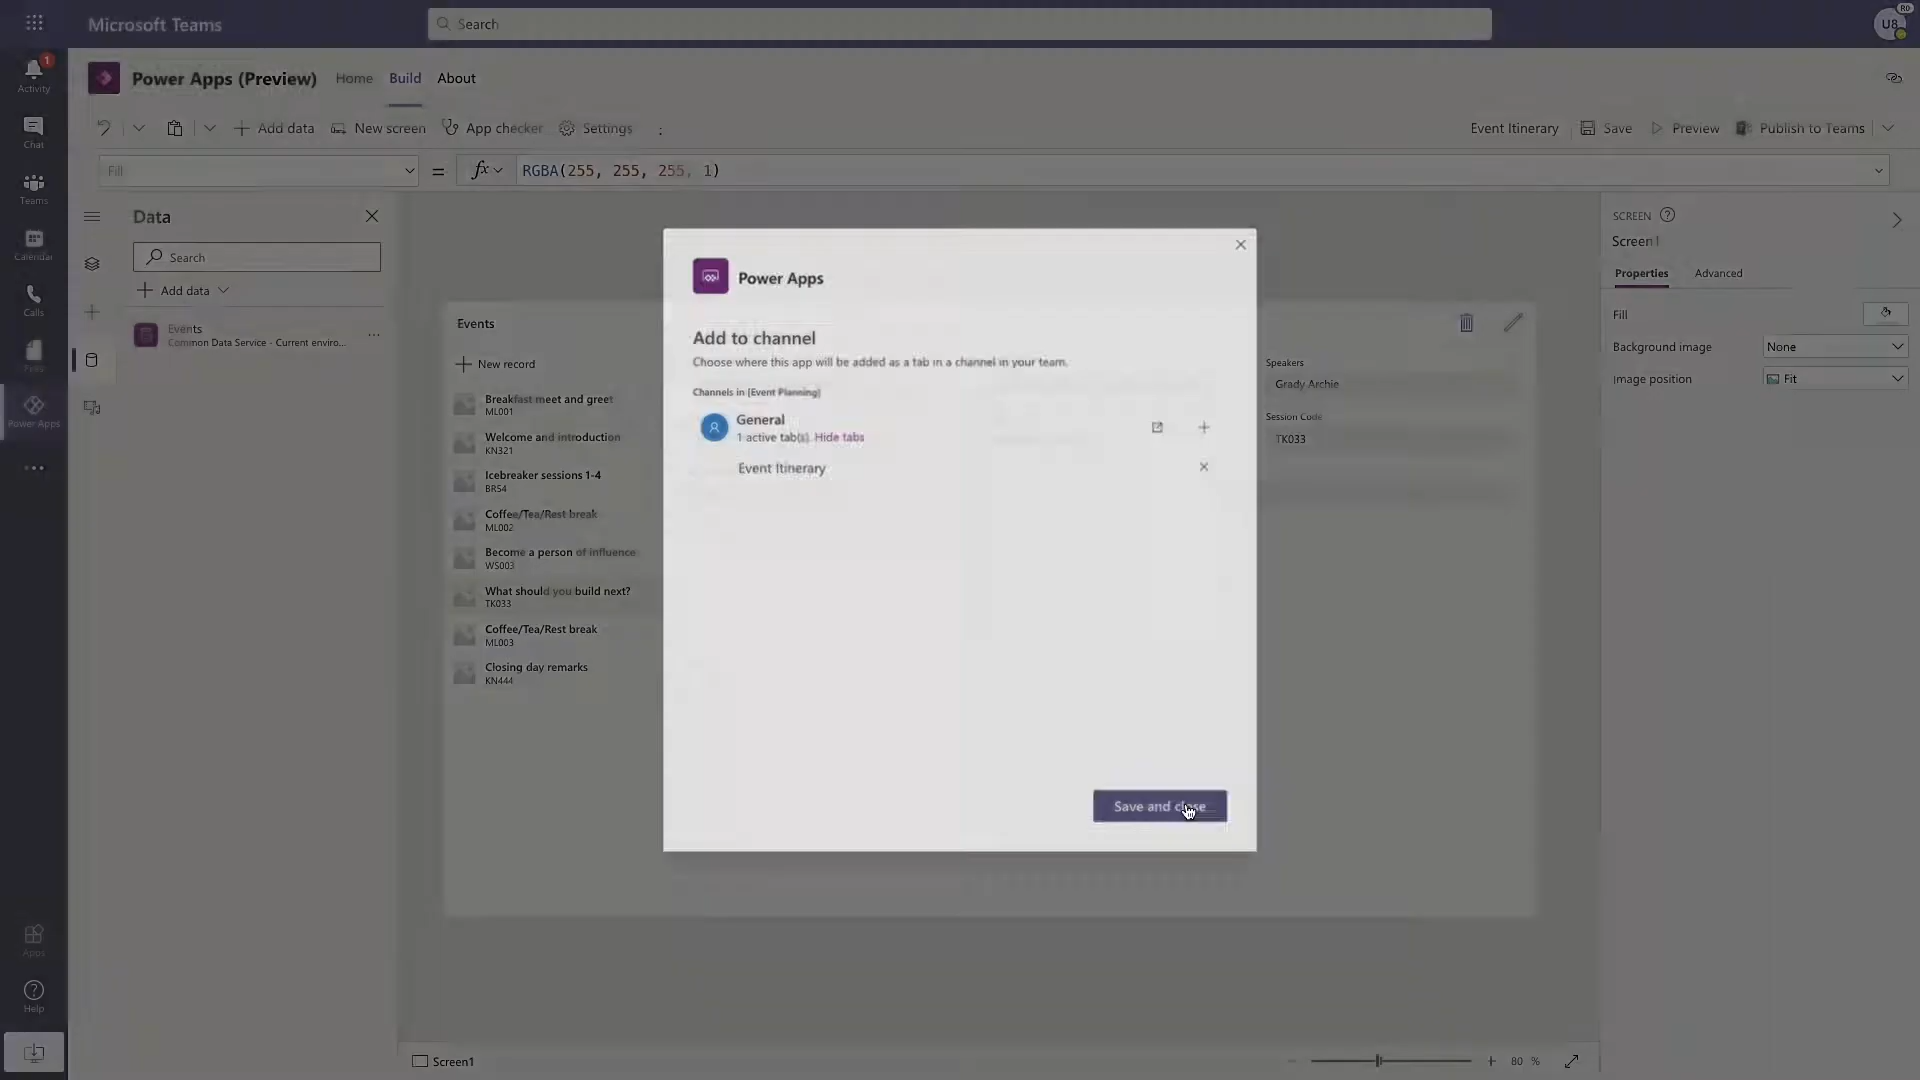 Microsoft Teams
Search
U8
RO
1
Activity
Chat
Teams
Calendar
Calls
Files
Power Apps
Apps
Help
Power Apps (Preview)
Home
Build
About
Add data
New screen
App checker
Settings
Event Itinerary
Save
Preview
Publish to Teams
Fill
=
fx
RGBA(255, 255, 255, 1)
Data
Search
Add data
Events
Common Data Service - Current enviro...
Events
New record
Breakfast meet and greet
ML001
Welcome and introduction
KN321
Icebreaker sessions 1-4
BRS4
Coffee/Tea/Rest break
ML002
Become a person of influence
WS003
What should you build next?
TK033
Coffee/Tea/Rest break
ML003
Closing day remarks
KN444
Power Apps
Add to channel
Choose where this app will be added as a tab in a channel in your team.
Channels in [Event Planning]
General
1 active tab(s). Hide tabs
Event Itinerary
Save and close
Speakers
Grady Archie
Session Code
TK033
SCREEN
Screen1
Properties
Advanced
Fill
Background image
None
Image position
Fit
Screen1
80 %